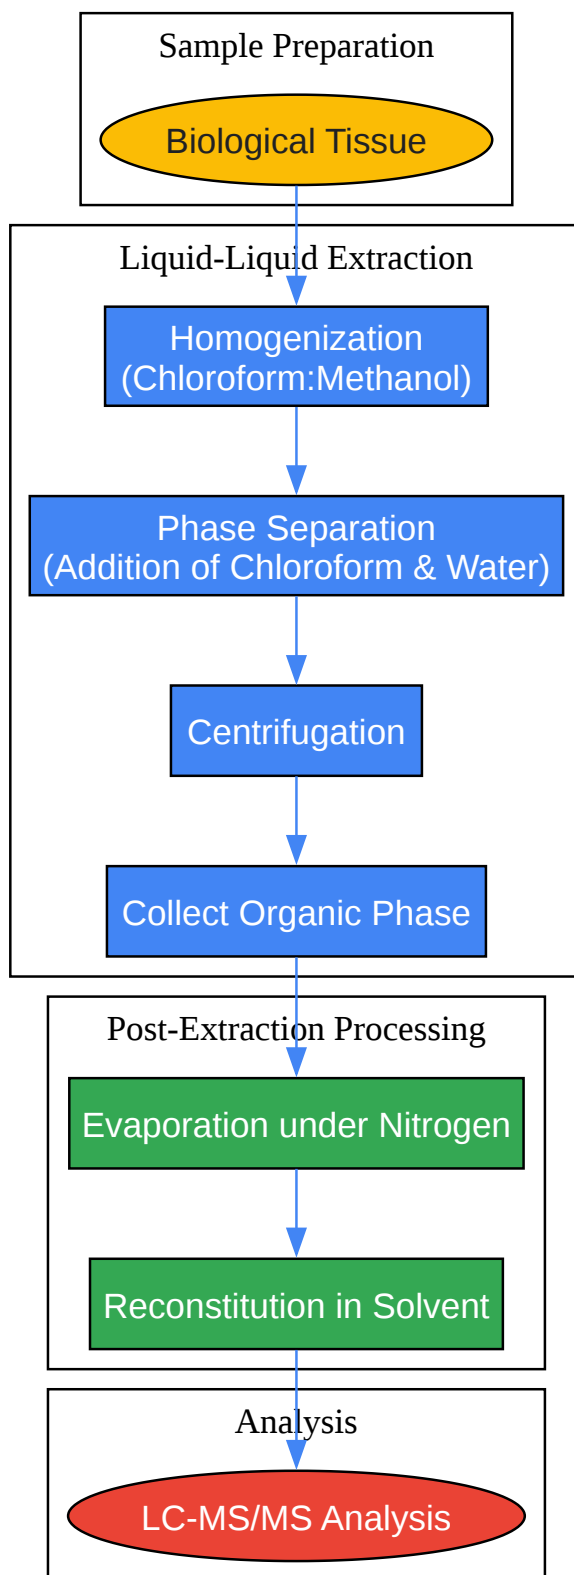 Sample Preparation
Biological Tissue
Liquid-Liquid Extraction
Homogenization
(Chloroform:Methanol)
Phase Separation
(Addition of Chloroform & Water)
Centrifugation
Collect Organic Phase
Post-Extraction Processing
Evaporation under Nitrogen
Reconstitution in Solvent
Analysis
LC-MS/MS Analysis